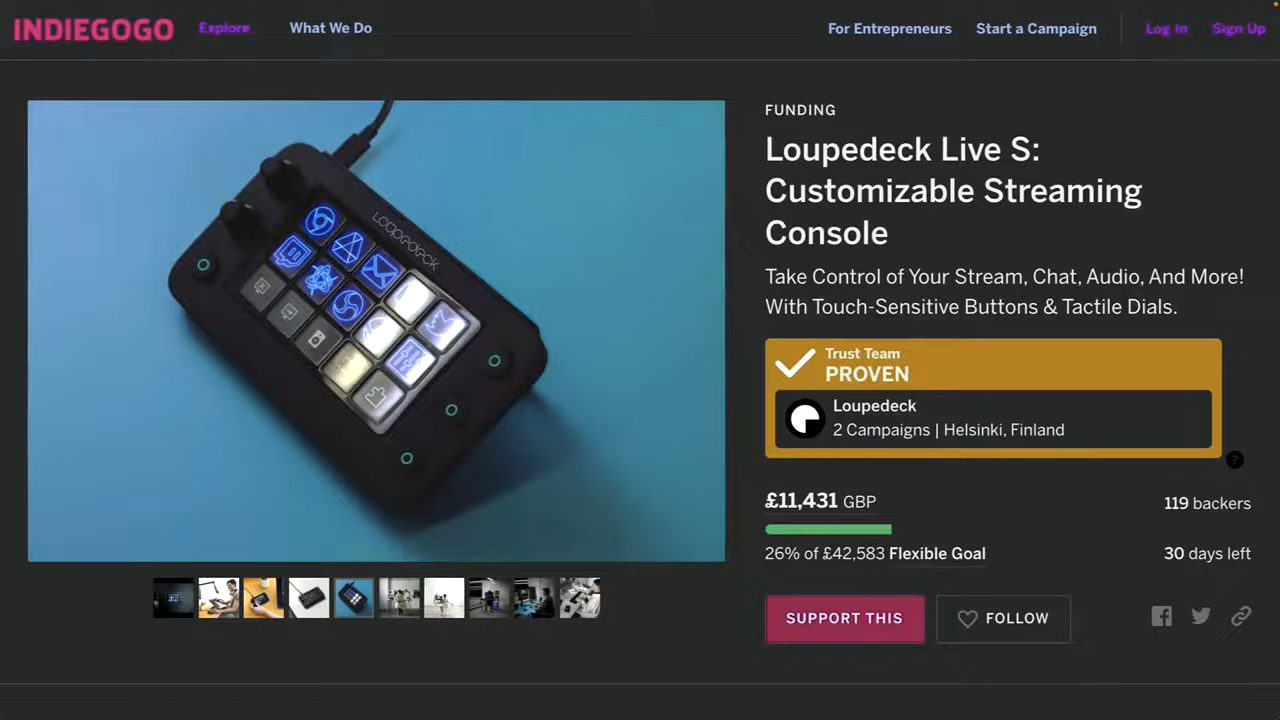 INDIEGOGO
Explore
What We Do
For Entrepreneurs
Start a Campaign
Log In
Sign Up
loupedeck
FUNDING
Loupedeck Live S:
Customizable Streaming
Console
Take Control of Your Stream, Chat, Audio, And More!
With Touch-Sensitive Buttons & Tactile Dials.
Trust Team
PROVEN
Loupedeck
2 Campaigns | Helsinki, Finland
?
£11,431 GBP
119 backers
26% of £42,583 Flexible Goal
30 days left
SUPPORT THIS
FOLLOW